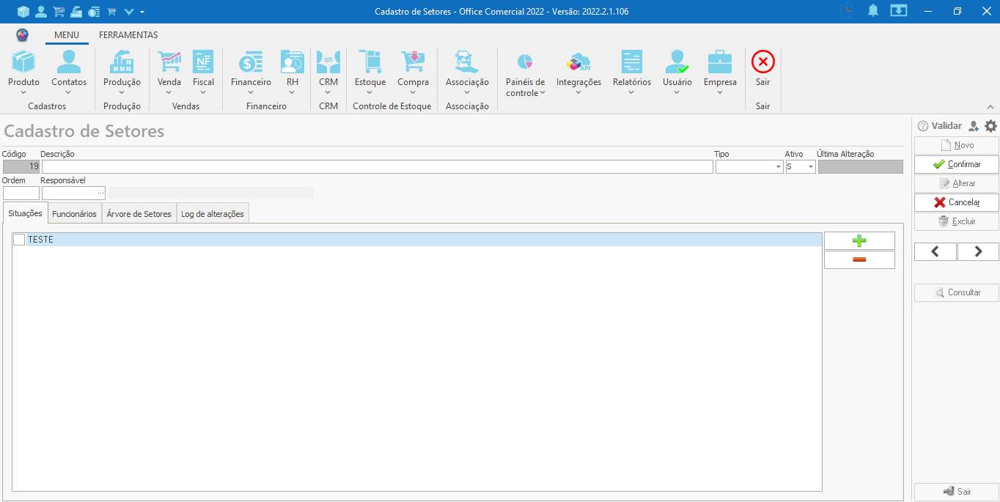 Cadastro de Setores - Office Comercial 2022 - Versão: 2022.2.1.106
MENU FERRAMENTAS
Produto Contatos Produção Venda Fiscal Financeiro RH CRM Estoque Compra Associação Painéis de controle Integrações Relatórios Usuário Empresa Sair
NF
API
Cadastros Produção Vendas Financeiro CRM Controle de Estoque Associação Sair
Cadastro de Setores
Validar
Código Descrição Tipo Ativo Última Alteração
19 S
Ordem Responsável
...
Situações Funcionários Árvore de Setores Log de alterações
TESTE
Novo
Confirmar
Alterar
Cancelar
Excluir
Consultar
Sair